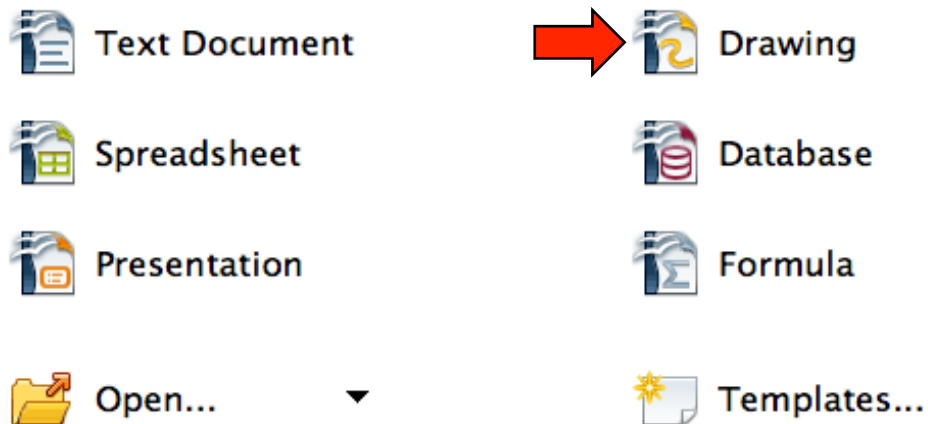 Text Document
Drawing
Spreadsheet
Database
Presentation
Formula
Open...
Templates...